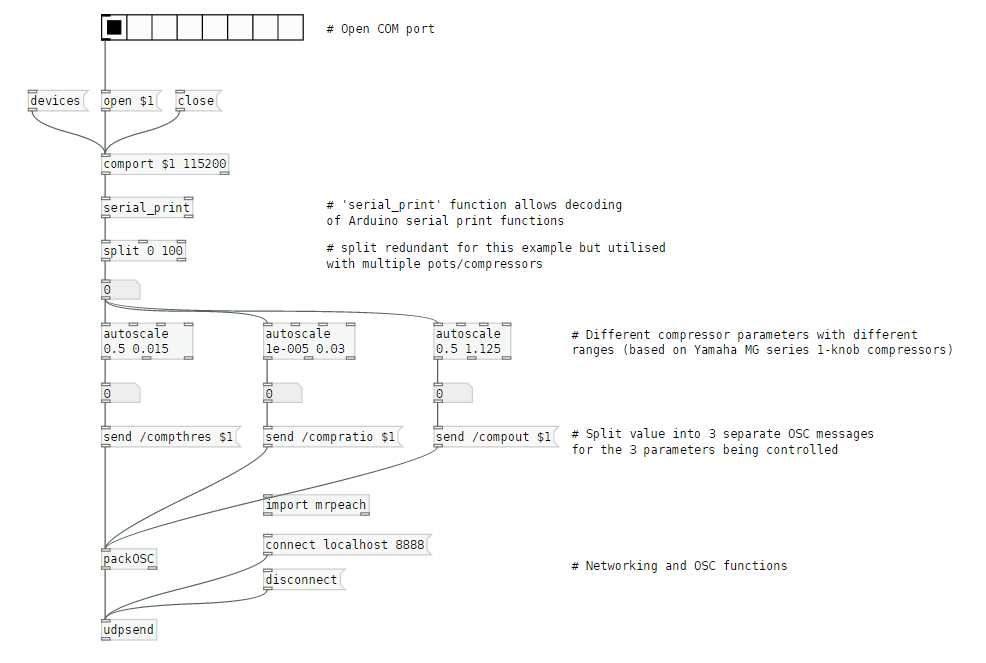 # Open COM port
devices
open $1
close
comport $1 115200
serial_print
# 'serial_print' function allows decoding
of Arduino serial print functions
split 0 100
# split redundant for this example but utilised
with multiple pots/compressors
0
autoscale
0.5 0.015
autoscale
1e-005 0.03
autoscale
0.5 1.125
# Different compressor parameters with different
ranges (based on Yamaha MG series 1-knob compressors)
0
0
0
send /compthres $1
send /compratio $1
send /compout $1
# Split value into 3 separate OSC messages
for the 3 parameters being controlled
import mrpeach
connect localhost 8888
packOSC
# Networking and OSC functions
disconnect
udpsend